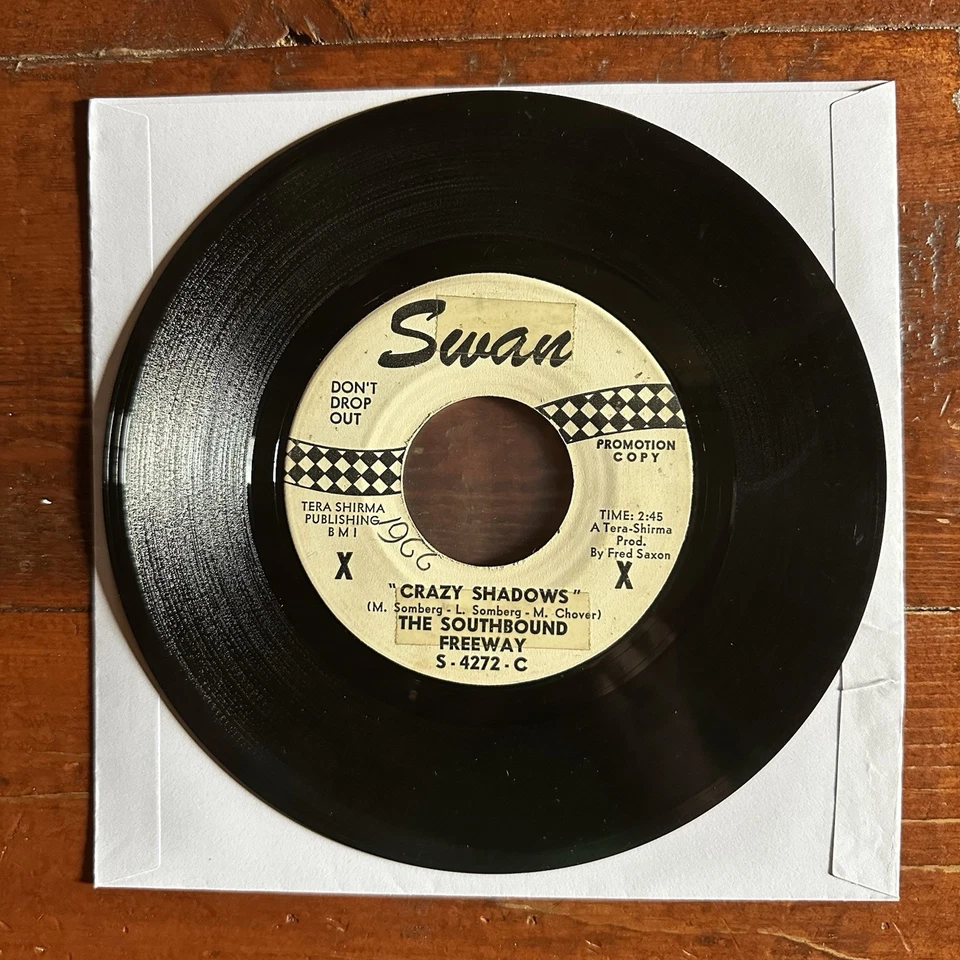 Swan
DON'T
DROP
OUT
PROMOTION
COPY
TERA SHIRMA
PUBLISHING
BMI
X
TIME: 2:45
A Tera-Shirma
Prod.
By Fred Saxon
X
"CRAZY SHADOWS"
(M. Somberg - L. Somberg - M. Chover)
THE SOUTHBOUND
FREEWAY
S-4272-C